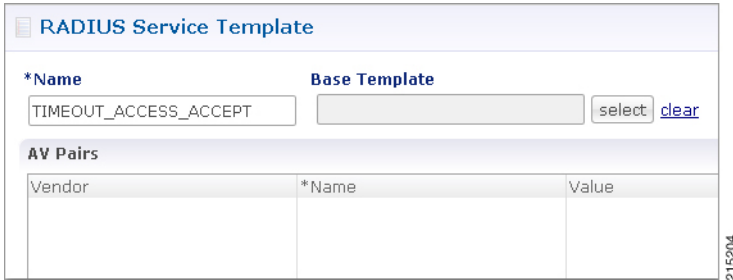 RADIUS Service Template
*Name Base Template
TIMEOUT_ACCESS_ACCEPT select clear
AV Pairs
Vendor *Name Value
215204